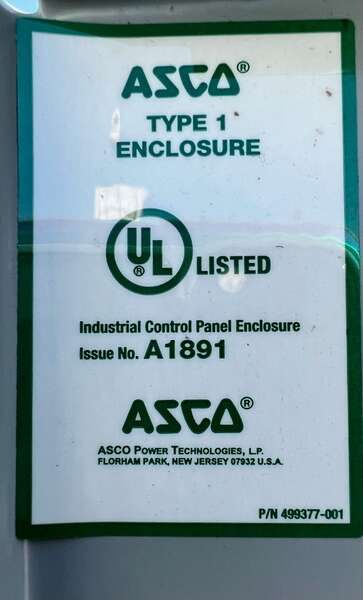 ASCO®
TYPE 1
ENCLOSURE
UL® LISTED
Industrial Control Panel Enclosure
Issue No. A1891
ASCO®
ASCO POWER TECHNOLOGIES, L.P.
FLORHAM PARK, NEW JERSEY 07932 U.S.A.
P/N 499377-001